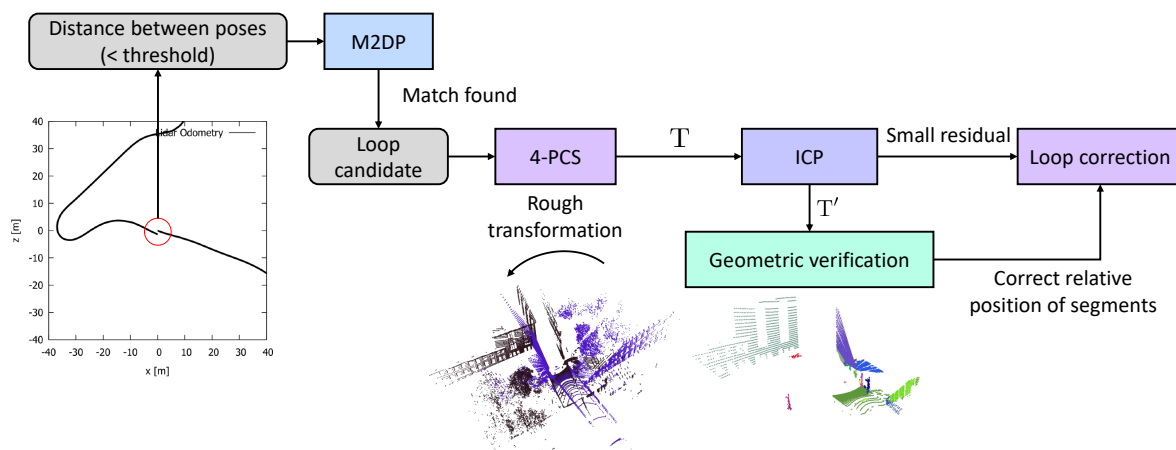 Distance between poses
(< threshold)
M2DP
Match found
Loop
candidate
4-PCS
T
ICP
Small residual
Loop correction
Rough
transformation
T′
Geometric verification
Correct relative
position of segments
Lidar Odometry
40
30
20
10
0
-10
-20
-30
-40
z [m]
-40 -30 -20 -10 0 10 20 30 40
x [m]